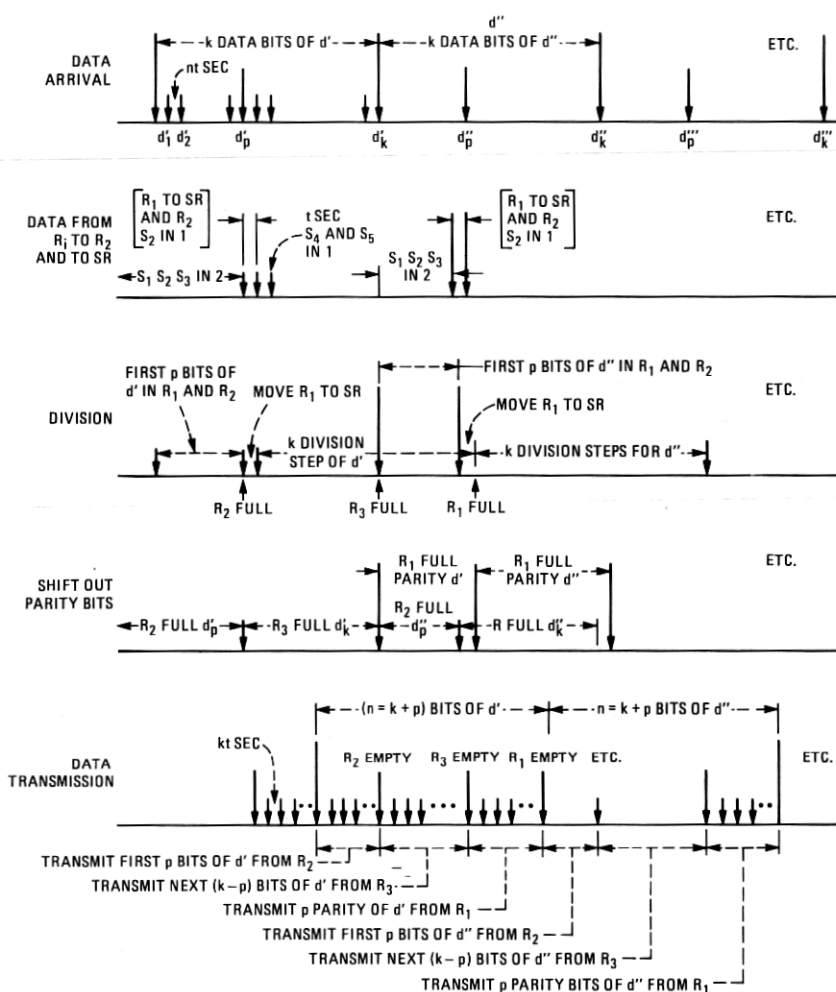 d″
k DATA BITS OF d′
k DATA BITS OF d″
ETC.
DATA
ARRIVAL
nt SEC
d′1 d′2 d′p d′k d″p d″k d‴p d‴k
DATA FROM
Ri TO R2
AND TO SR
[R1 TO SR
AND R2
S2 IN 1]
t SEC
S4 AND S5
IN 1
[R1 TO SR
AND R2
S2 IN 1]
ETC.
S1 S2 S3 IN 2
S1 S2 S3
IN 2
FIRST p BITS OF
d′ IN R1 AND R2
MOVE R1 TO SR
FIRST p BITS OF d″ IN R1 AND R2
ETC.
DIVISION
MOVE R1 TO SR
k DIVISION
STEP OF d′
k DIVISION STEPS FOR d″
R2 FULL
R3 FULL
R1 FULL
SHIFT OUT
PARITY BITS
R1 FULL
PARITY d′
R1 FULL
PARITY d″
ETC.
R2 FULL d′p
R3 FULL d′k
R2 FULL
d″p
R FULL d″k
(n = k + p) BITS OF d′
n = k + p BITS OF d″
DATA
TRANSMISSION
kt SEC
R2 EMPTY
R3 EMPTY
R1 EMPTY
ETC.
ETC.
TRANSMIT FIRST p BITS OF d′ FROM R2
TRANSMIT NEXT (k–p) BITS OF d′ FROM R3
TRANSMIT p PARITY OF d′ FROM R1
TRANSMIT FIRST p BITS OF d″ FROM R2
TRANSMIT NEXT (k–p) BITS OF d″ FROM R3
TRANSMIT p PARITY BITS OF d″ FROM R1